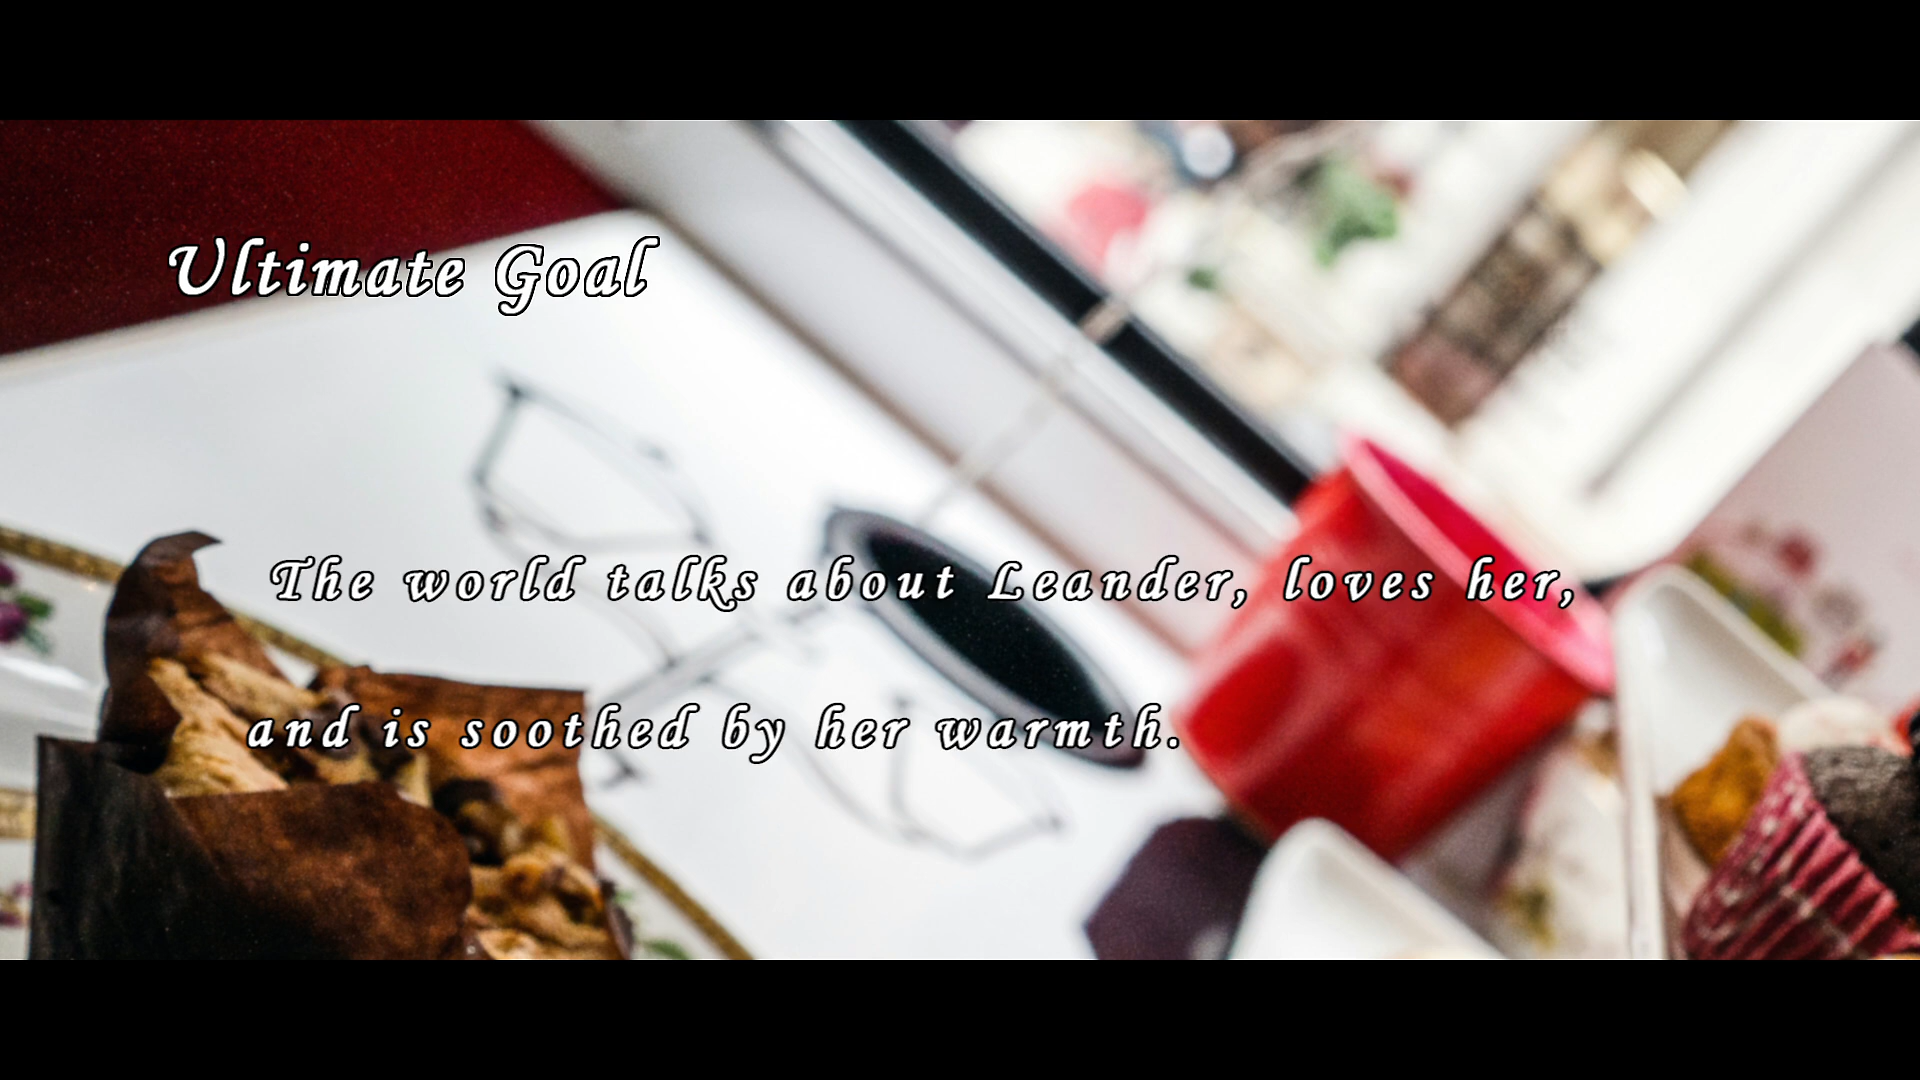 Ultimate Goal
The world talks about Leander, loves her,
and is soothed by her warmth.